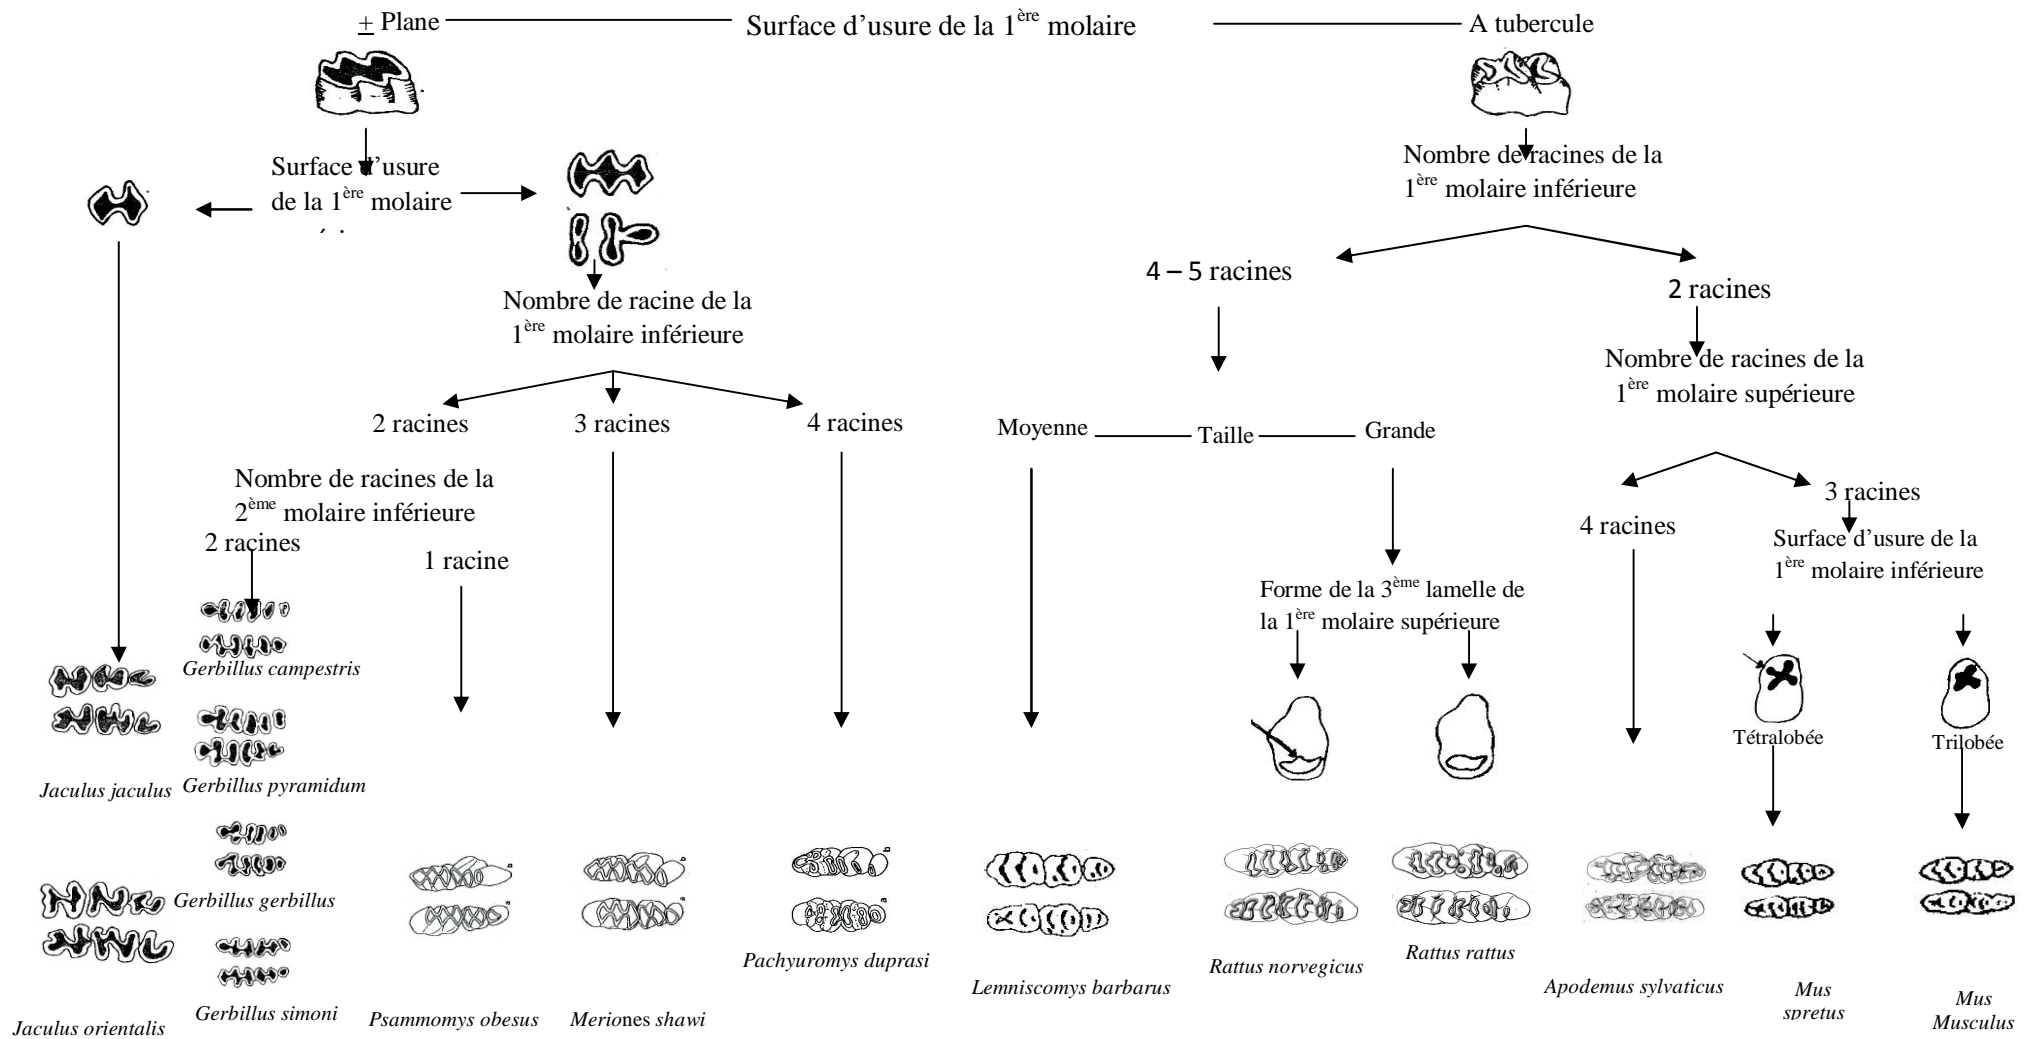 ± Plane
Surface d’usure de la 1ère molaire
A tubercule
Surface d’usure
de la 1ère molaire
Nombre de racines de la
1ère molaire inférieure
4 – 5 racines
2 racines
Nombre de racine de la
1ère molaire inférieure
Nombre de racines de la
1ère molaire supérieure
2 racines
3 racines
4 racines
Moyenne
Taille
Grande
Nombre de racines de la
2ème molaire inférieure
2 racines
1 racine
4 racines
3 racines
Surface d’usure de la
1ère molaire inférieure
Forme de la 3ème lamelle de
la 1ère molaire supérieure
Tétralobée
Trilobée
Gerbillus campestris
Jaculus jaculus
Gerbillus pyramidum
Gerbillus gerbillus
Gerbillus simoni
Jaculus orientalis
Psammomys obesus
Meriones shawi
Pachyuromys duprasi
Lemniscomys barbarus
Rattus norvegicus
Rattus rattus
Apodemus sylvaticus
Mus
spretus
Mus
Musculus